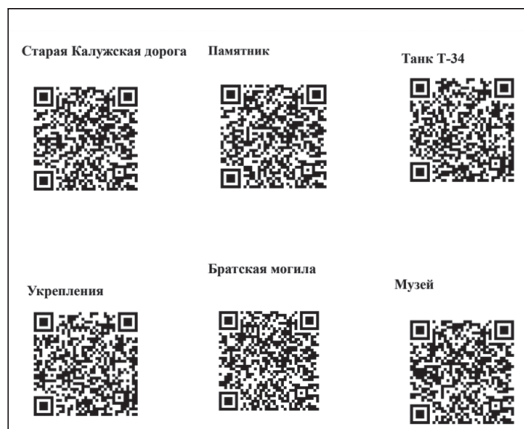 Старая Калужская дорога
Памятник
Танк Т-34
Укрепления
Братская могила
Музей